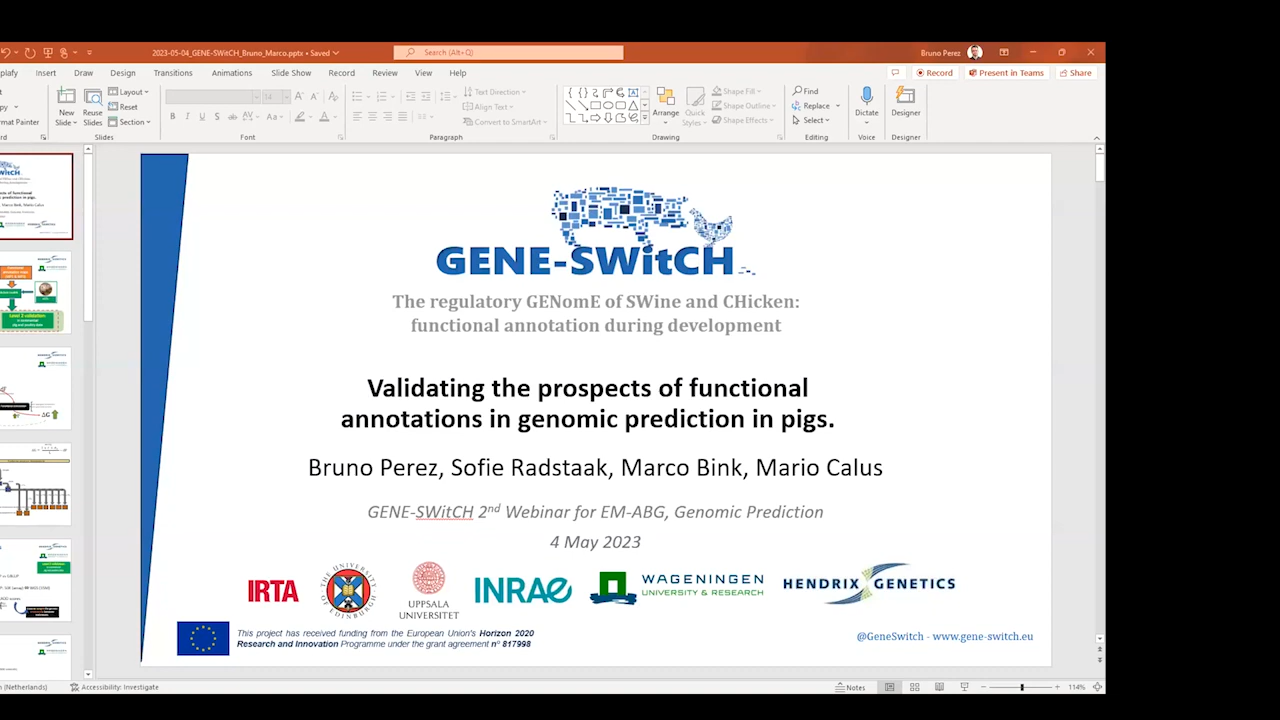 2023-05-04_GENE-SWitCH_Bruno_Marco.pptx • Saved
Search (Alt+Q)
Bruno Perez
Insert
Draw
Design
Transitions
Animations
Slide Show
Record
Review
View
Help
Record
Present in Teams
Share
New Slide
Reuse Slides
Layout
Reset
Section
Slides
14
Font
Text Direction
Align Text
Convert to SmartArt
Paragraph
Arrange
Quick Styles
Shape Fill
Shape Outline
Shape Effects
Drawing
Find
Replace
Select
Editing
Dictate
Voice
Designer
Designer
GENE-SWitCH
The regulatory GENomE of SWine and CHicken:
functional annotation during development
Validating the prospects of functional
annotations in genomic prediction in pigs.
Bruno Perez, Sofie Radstaak, Marco Bink, Mario Calus
GENE-SWitCH 2nd Webinar for EM-ABG, Genomic Prediction
4 May 2023
IRTA
THE UNIVERSITY OF EDINBURGH
UPPSALA
UNIVERSITET
INRAE
WAGENINGEN
UNIVERSITY & RESEARCH
HENDRIX GENETICS
This project has received funding from the European Union's Horizon 2020
Research and Innovation Programme under the grant agreement n° 817998
@GeneSwitch - www.gene-switch.eu
(Netherlands)
Accessibility: Investigate
Notes
114%